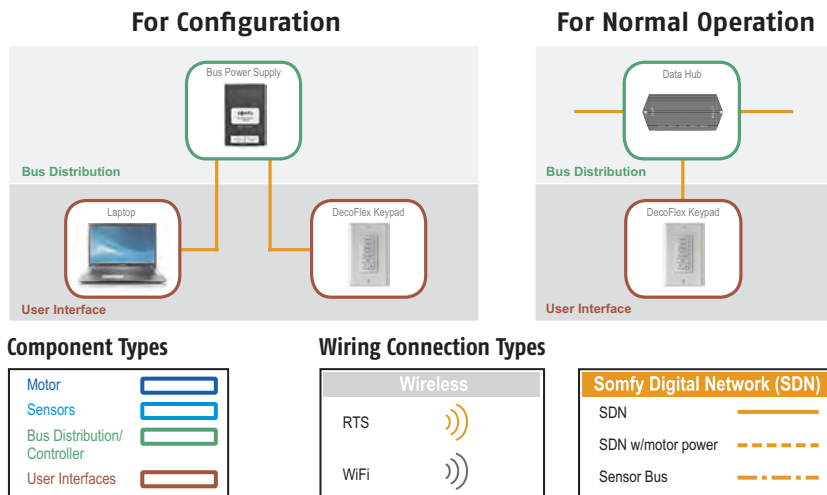 For Configuration
For Normal Operation
Bus Power Supply
Data Hub
Bus Distribution
Bus Distribution
Laptop
DecoFlex Keypad
DecoFlex Keypad
User Interface
User Interface
Component Types
Wiring Connection Types
Motor
Sensors
Bus Distribution/
Controller
User Interfaces
Wireless
RTS
WiFi
Somfy Digital Network (SDN)
SDN
SDN w/motor power
Sensor Bus